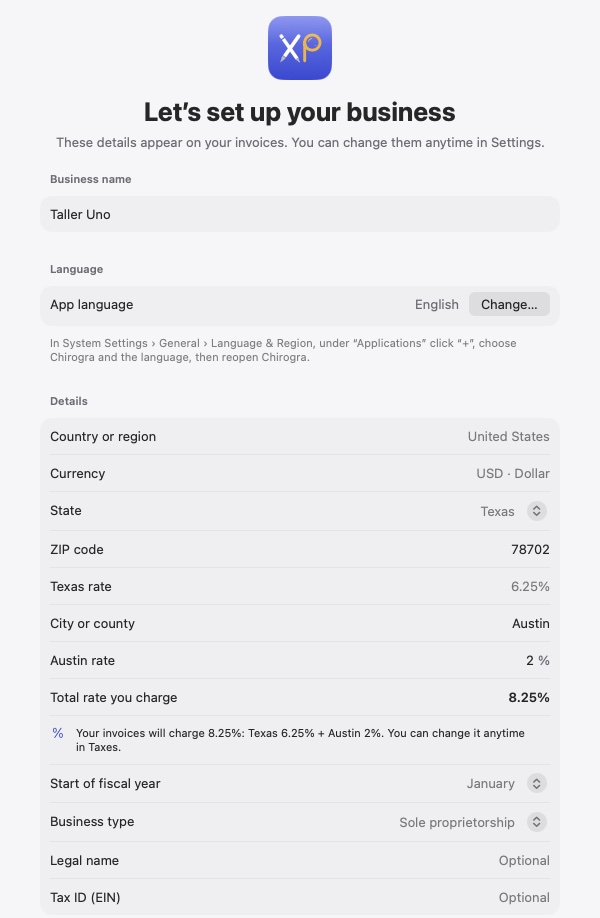 XP
Let’s set up your business
These details appear on your invoices. You can change them anytime in Settings.
Business name
Taller Uno
Language
App language English Change...
In System Settings › General › Language & Region, under “Applications” click “+”, choose
Chirogra and the language, then reopen Chirogra.
Details
Country or region United States
Currency USD · Dollar
State Texas
ZIP code 78702
Texas rate 6.25%
City or county Austin
Austin rate 2 %
Total rate you charge 8.25%
% Your invoices will charge 8.25%: Texas 6.25% + Austin 2%. You can change it anytime
in Taxes.
Start of fiscal year January
Business type Sole proprietorship
Legal name Optional
Tax ID (EIN) Optional